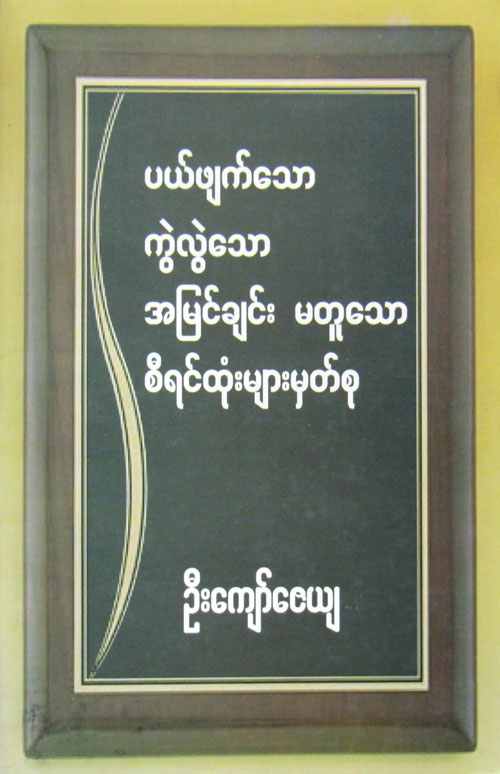 ပယ်ဖျက်သော
ကွဲလွဲသော
အမြင်ချင်း မတူသော
စီရင်ထုံးများမှတ်စု
ဦးကျော်ဇေယျ